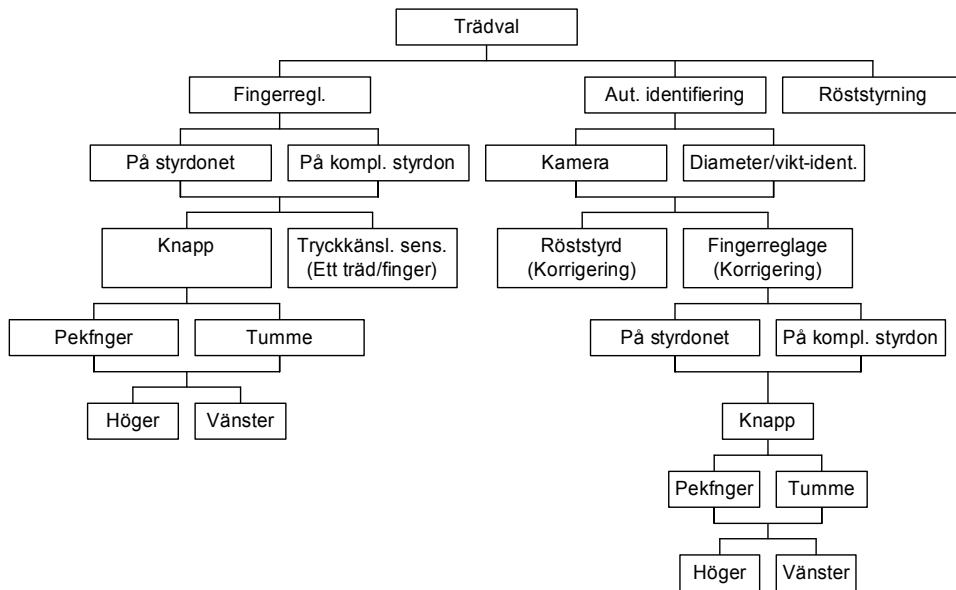 Trädval
Fingerregl.
Aut. identifiering
Röststyrning
På styrdonet
På kompl. styrdon
Kamera
Diameter/vikt-ident.
Knapp
Tryckkänsl. sens.
(Ett träd/finger)
Röststyrd
(Korrigering)
Fingerreglage
(Korrigering)
Pekfnger
Tumme
På styrdonet
På kompl. styrdon
Höger
Vänster
Knapp
Pekfnger
Tumme
Höger
Vänster